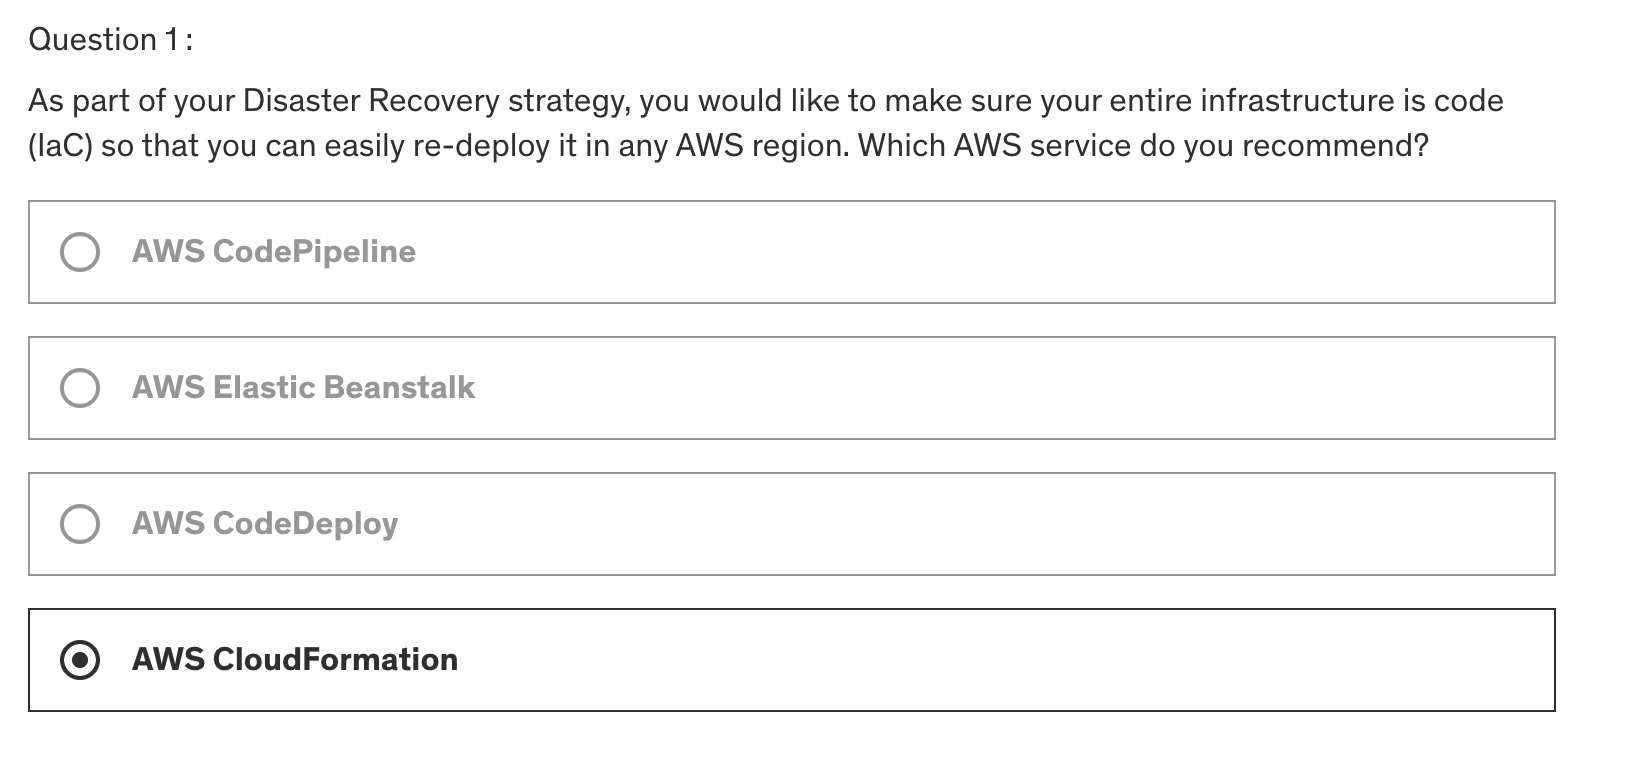 Question 1:
As part of your Disaster Recovery strategy, you would like to make sure your entire infrastructure is code
(IaC) so that you can easily re-deploy it in any AWS region. Which AWS service do you recommend?
AWS CodePipeline
AWS Elastic Beanstalk
AWS CodeDeploy
AWS CloudFormation